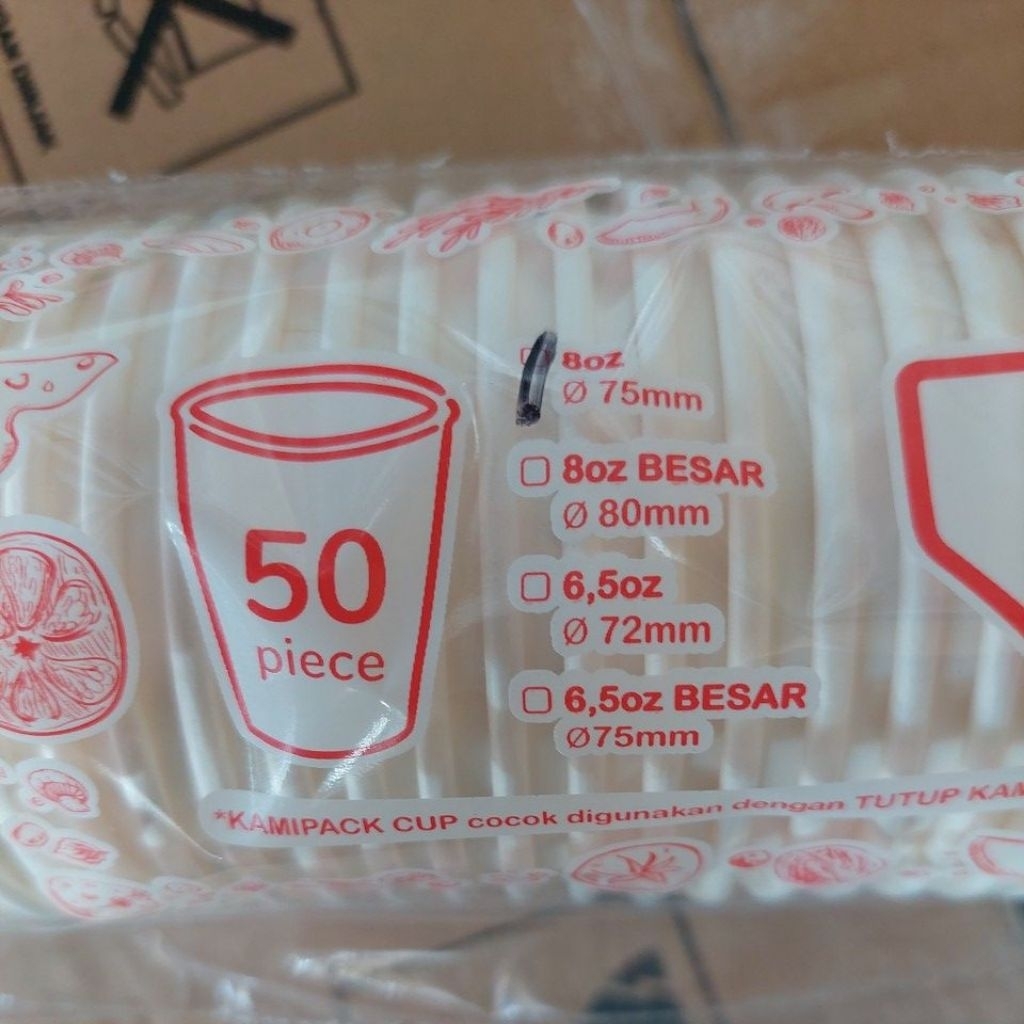 50
piece
8oz
Ø 75mm
8oz BESAR
Ø 80mm
6,5oz
Ø 72mm
6,5oz BESAR
Ø75mm
*KAMIPACK CUP cocok digunakan dengan TUTUP KAM